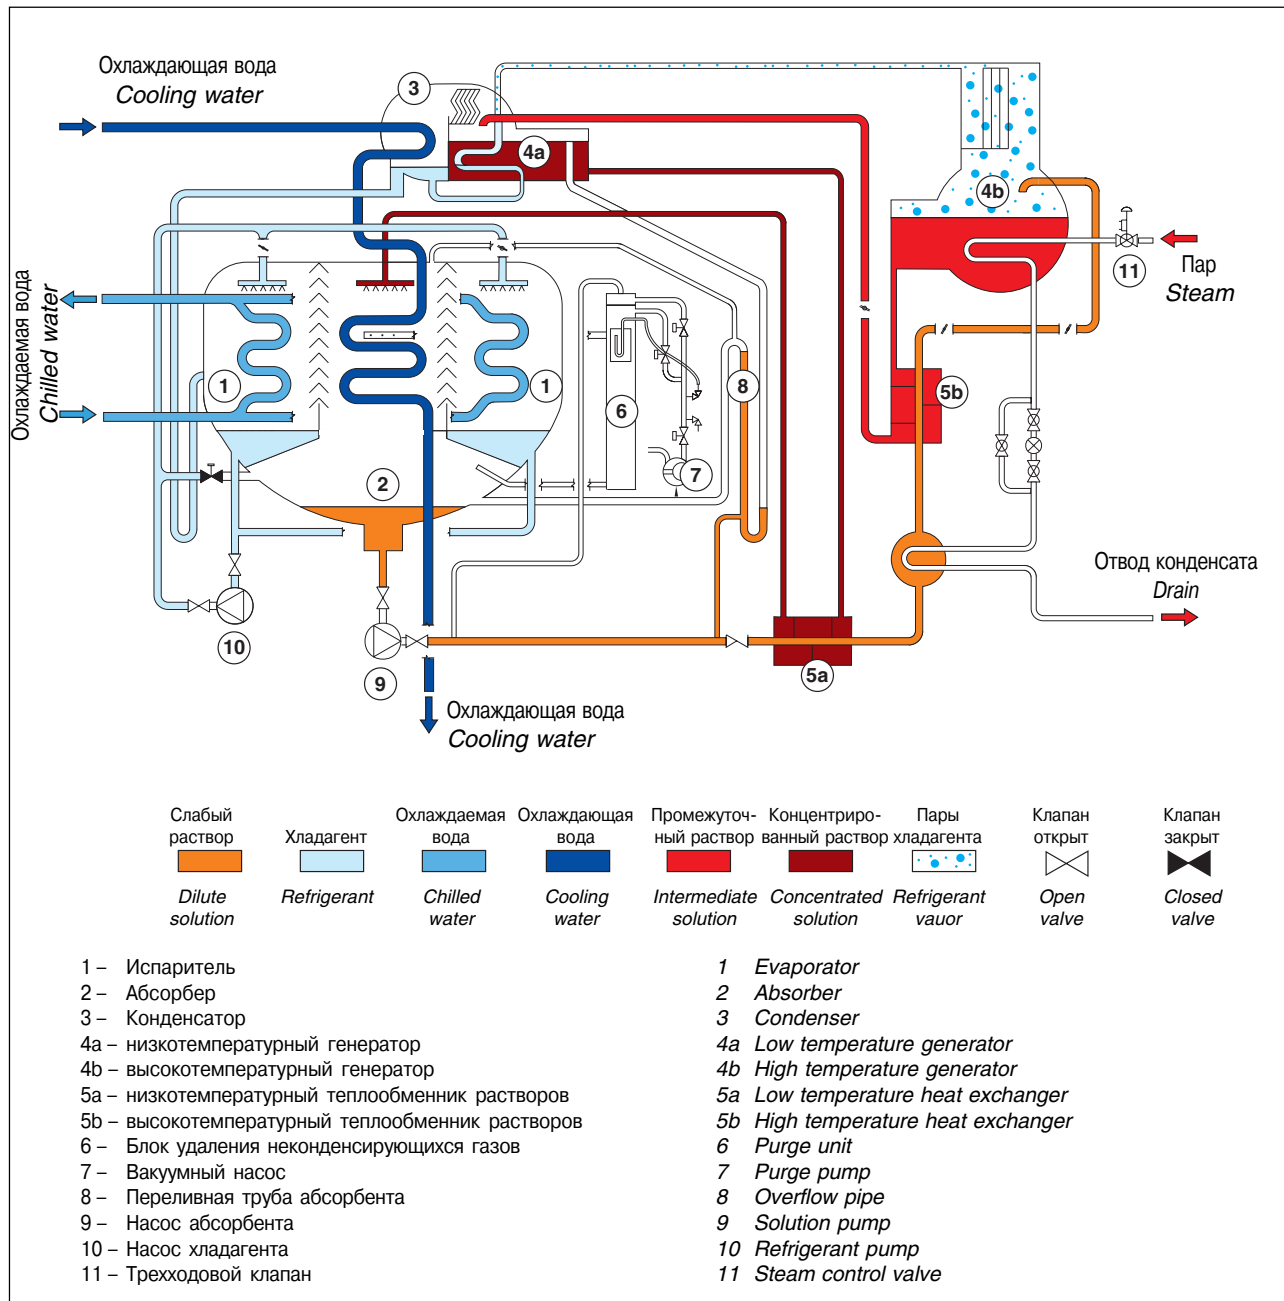 Охлаждающая вода
Cooling water
3
4a
4b
11
Пар
Steam
Охлаждаемая вода
Chilled water
1
1
2
6
7
8
5b
Отвод конденсата
Drain
10
9
5a
Охлаждающая вода
Cooling water
Слабый раствор
Dilute solution
Хладагент
Refrigerant
Охлаждаемая вода
Chilled water
Охлаждающая вода
Cooling water
Промежуточ-
ный раствор
Intermediate solution
Концентриро-
ванный раствор
Concentrated solution
Пары хладагента
Refrigerant vauor
Клапан открыт
Open valve
Клапан закрыт
Closed valve
1 – Испаритель
2 – Абсорбер
3 – Конденсатор
4a – низкотемпературный генератор
4b – высокотемпературный генератор
5a – низкотемпературный теплообменник растворов
5b – высокотемпературный теплообменник растворов
6 – Блок удаления неконденсирующихся газов
7 – Вакуумный насос
8 – Переливная труба абсорбента
9 – Насос абсорбента
10 – Насос хладагента
11 – Трехходовой клапан
1 Evaporator
2 Absorber
3 Condenser
4a Low temperature generator
4b High temperature generator
5a Low temperature heat exchanger
5b High temperature heat exchanger
6 Purge unit
7 Purge pump
8 Overflow pipe
9 Solution pump
10 Refrigerant pump
11 Steam control valve